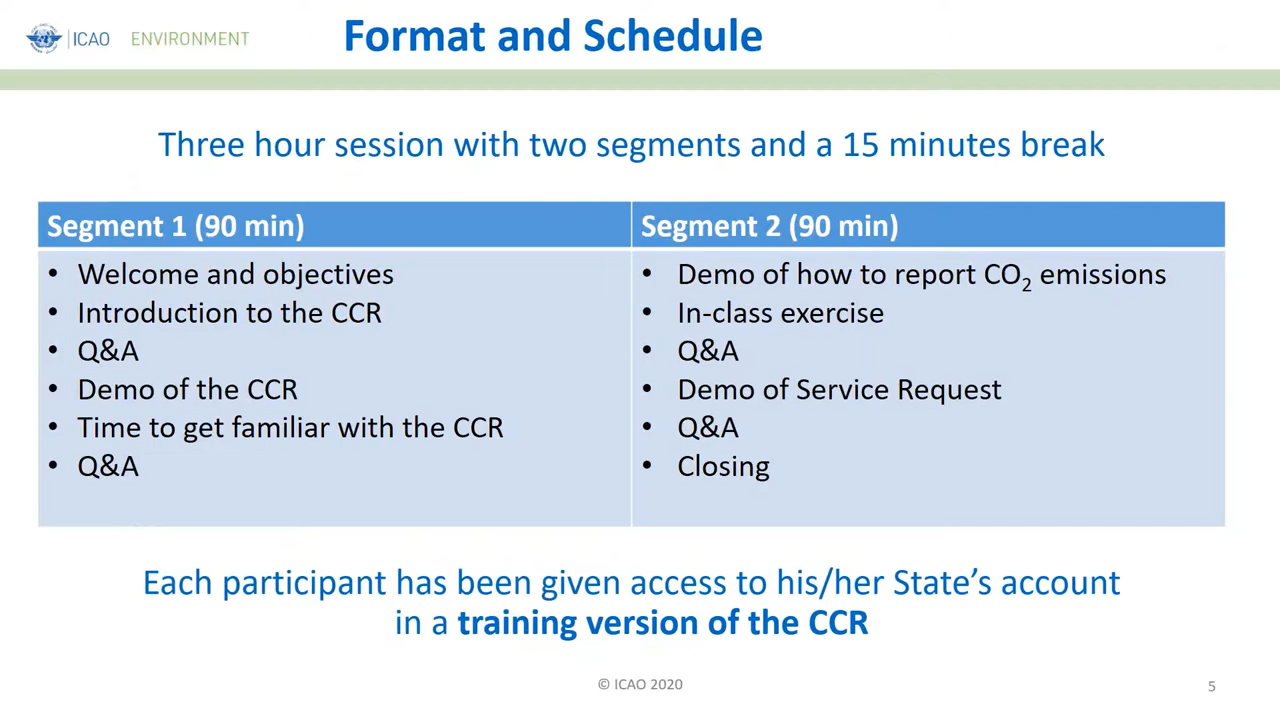 ICAO ENVIRONMENT
Format and Schedule
Three hour session with two segments and a 15 minutes break
Segment 1 (90 min)
• Welcome and objectives
• Introduction to the CCR
• Q&A
• Demo of the CCR
• Time to get familiar with the CCR
• Q&A
Segment 2 (90 min)
• Demo of how to report CO₂ emissions
• In-class exercise
• Q&A
• Demo of Service Request
• Q&A
• Closing
Each participant has been given access to his/her State’s account
in a training version of the CCR
© ICAO 2020
5